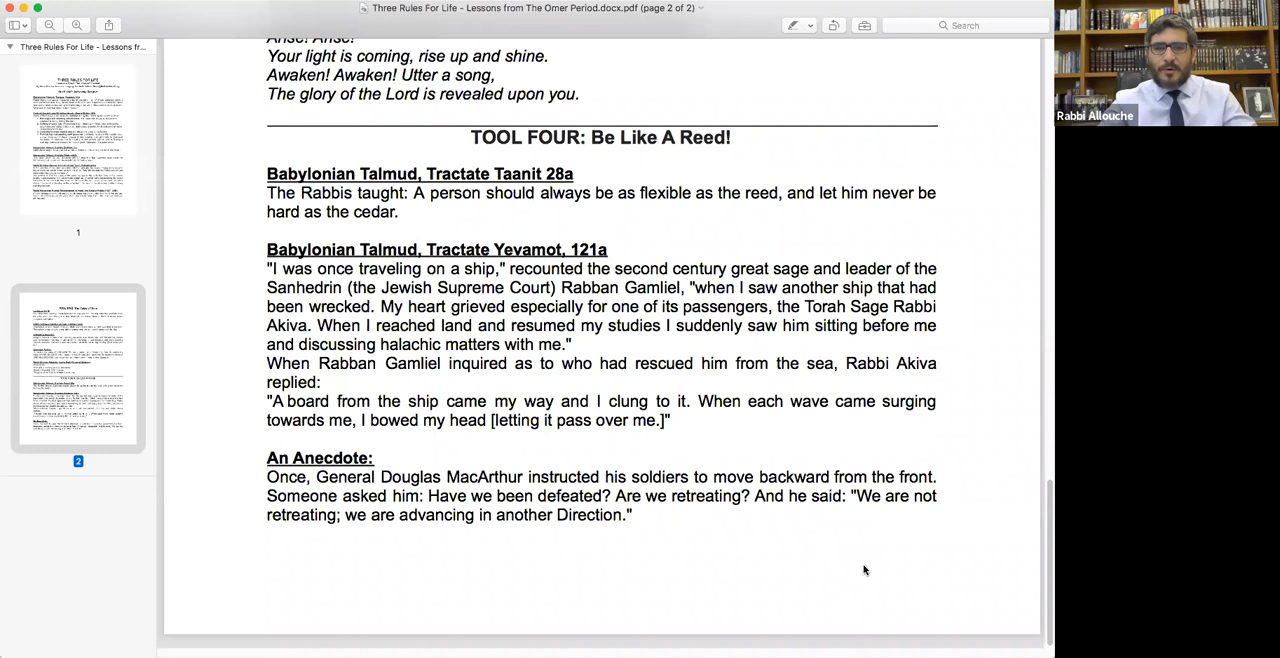 Three Rules For Life - Lessons from The Omer Period.docx.pdf (page 2 of 2)
Search
Three Rules For Life - Lessons fr...
1
2
Arise! Arise!
Your light is coming, rise up and shine.
Awaken! Awaken! Utter a song,
The glory of the Lord is revealed upon you.
TOOL FOUR: Be Like A Reed!
Babylonian Talmud, Tractate Taanit 28a
The Rabbis taught: A person should always be as flexible as the reed, and let him never be
hard as the cedar.
Babylonian Talmud, Tractate Yevamot, 121a
"I was once traveling on a ship," recounted the second century great sage and leader of the
Sanhedrin (the Jewish Supreme Court) Rabban Gamliel, "when I saw another ship that had
been wrecked. My heart grieved especially for one of its passengers, the Torah Sage Rabbi
Akiva. When I reached land and resumed my studies I suddenly saw him sitting before me
and discussing halachic matters with me."
When Rabban Gamliel inquired as to who had rescued him from the sea, Rabbi Akiva
replied:
"A board from the ship came my way and I clung to it. When each wave came surging
towards me, I bowed my head [letting it pass over me.]"
An Anecdote:
Once, General Douglas MacArthur instructed his soldiers to move backward from the front.
Someone asked him: Have we been defeated? Are we retreating? And he said: "We are not
retreating; we are advancing in another Direction."
Rabbi Allouche